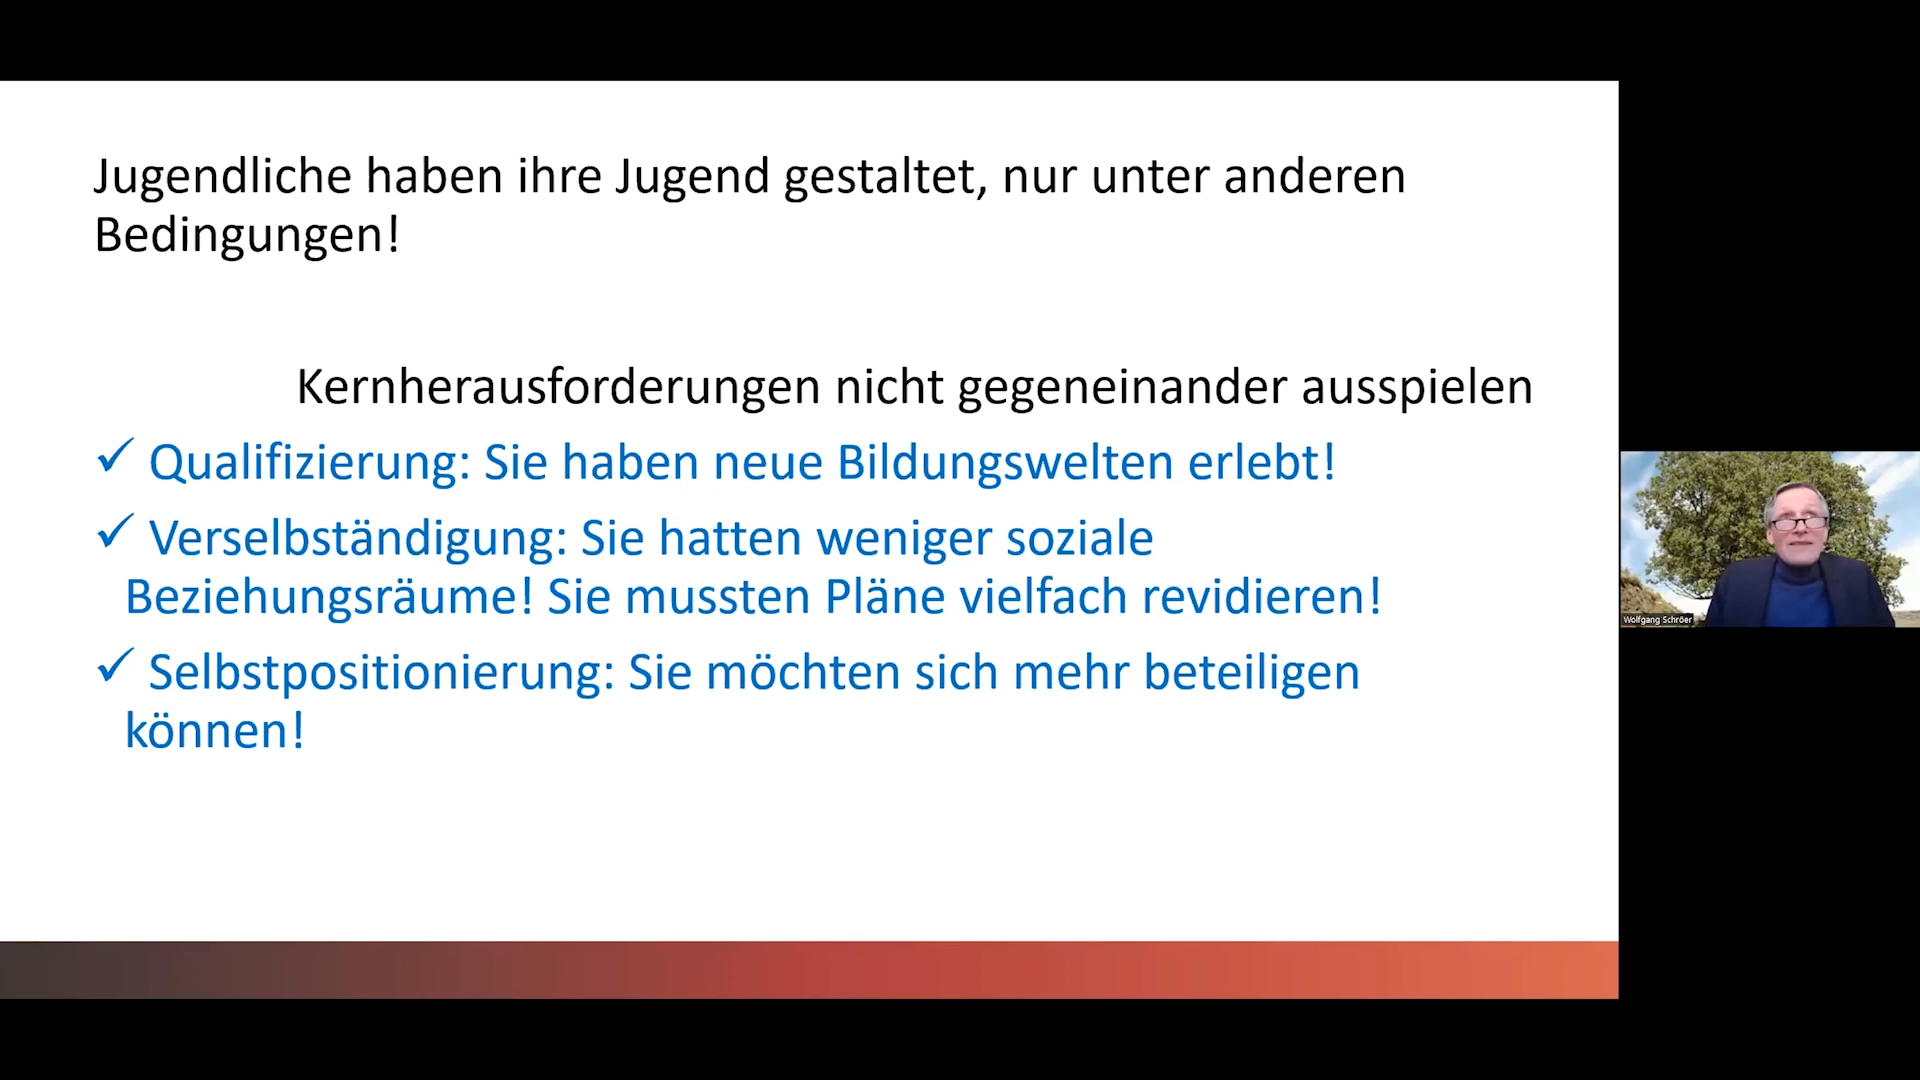 Jugendliche haben ihre Jugend gestaltet, nur unter anderen
Bedingungen!
Kernherausforderungen nicht gegeneinander ausspielen
✓ Qualifizierung: Sie haben neue Bildungswelten erlebt!
✓ Verselbständigung: Sie hatten weniger soziale
Beziehungsräume! Sie mussten Pläne vielfach revidieren!
✓ Selbstpositionierung: Sie möchten sich mehr beteiligen
können!
Wolfgang Schröer